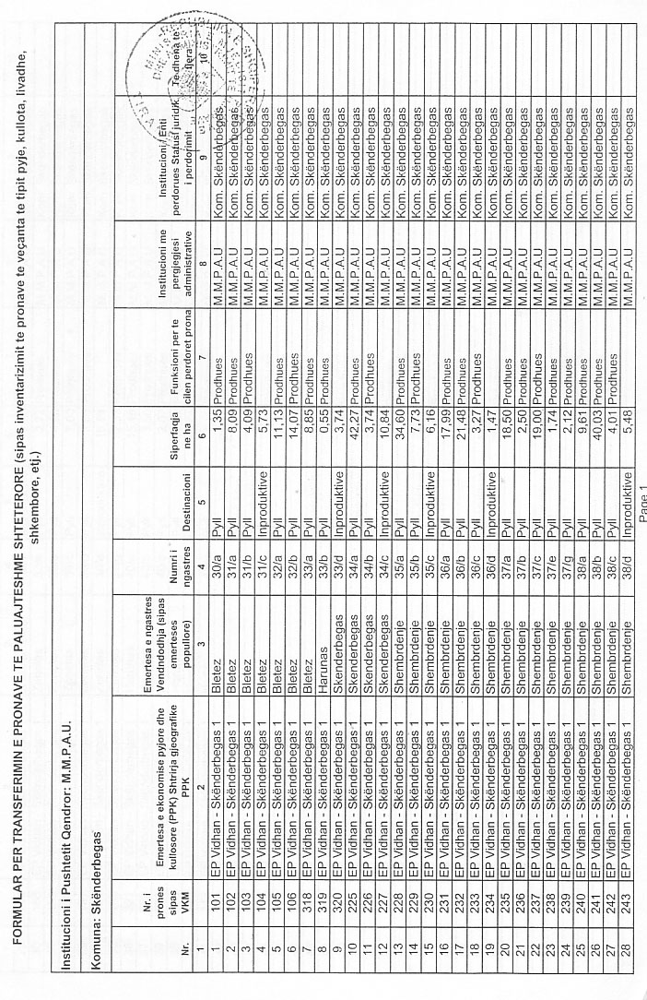 FORMULAR PER TRANSFERIMIN E PRONAVE TE PALUAJTESHME SHTETERORE (sipas inventarizimit te pronave te veçanta te tipit pyje, kullota, livadhe,
shkembore, etj.)
Institucioni i Pushtetit Qendror: M.M.P.A.U.
Komuna: Skënderbegas
Nr. | Nr. i prones sipas VKM | Emertesa e ekonomise pyjore dhe kullosore (PPK) Shtrirja gjeografike PPK | Emertesa e ngastres Vendndodhja (sipas emerteses popullore) | Numri i ngastres | Destinacioni | Siperfaqja ne ha | Funksioni per te cilen perdoret prona | Institucioni me pergjegjesi administrative | Institucioni / Enti perdorues Statusi juridik i perdorimit | Te dhena te tjera
1 | 2 | 3 | 4 | 5 | 6 | 7 | 8 | 9 | 10
1 | 101 | EP Vidhan - Skënderbegas 1 | Bletez | 30/a | Pyll | 1,35 | Prodhues | M.M.P.A.U | Kom. Skënderbegas
2 | 102 | EP Vidhan - Skënderbegas 1 | Bletez | 31/a | Pyll | 8,09 | Prodhues | M.M.P.A.U | Kom. Skënderbegas
3 | 103 | EP Vidhan - Skënderbegas 1 | Bletez | 31/b | Pyll | 4,09 | Prodhues | M.M.P.A.U | Kom. Skënderbegas
4 | 104 | EP Vidhan - Skënderbegas 1 | Bletez | 31/c | Inproduktive | 5,73 | M.M.P.A.U | Kom. Skënderbegas
5 | 105 | EP Vidhan - Skënderbegas 1 | Bletez | 32/a | Pyll | 11,13 | Prodhues | M.M.P.A.U | Kom. Skënderbegas
6 | 106 | EP Vidhan - Skënderbegas 1 | Bletez | 32/b | Pyll | 14,07 | Prodhues | M.M.P.A.U | Kom. Skënderbegas
7 | 318 | EP Vidhan - Skënderbegas 1 | Bletez | 33/a | Pyll | 8,85 | Prodhues | M.M.P.A.U | Kom. Skënderbegas
8 | 319 | EP Vidhan - Skënderbegas 1 | Harunas | 33/b | Pyll | 0,55 | Prodhues | M.M.P.A.U | Kom. Skënderbegas
9 | 320 | EP Vidhan - Skënderbegas 1 | Skenderbegas | 33/d | Inproduktive | 3,74 | M.M.P.A.U | Kom. Skënderbegas
10 | 225 | EP Vidhan - Skënderbegas 1 | Skenderbegas | 34/a | Pyll | 42,27 | Prodhues | M.M.P.A.U | Kom. Skënderbegas
11 | 226 | EP Vidhan - Skënderbegas 1 | Skenderbegas | 34/b | Pyll | 3,74 | Prodhues | M.M.P.A.U | Kom. Skënderbegas
12 | 227 | EP Vidhan - Skënderbegas 1 | Skenderbegas | 34/c | Inproduktive | 10,84 | M.M.P.A.U | Kom. Skënderbegas
13 | 228 | EP Vidhan - Skënderbegas 1 | Shembrdenje | 35/a | Pyll | 34,60 | Prodhues | M.M.P.A.U | Kom. Skënderbegas
14 | 229 | EP Vidhan - Skënderbegas 1 | Shembrdenje | 35/b | Pyll | 7,73 | Prodhues | M.M.P.A.U | Kom. Skënderbegas
15 | 230 | EP Vidhan - Skënderbegas 1 | Shembrdenje | 35/c | Inproduktive | 6,16 | M.M.P.A.U | Kom. Skënderbegas
16 | 231 | EP Vidhan - Skënderbegas 1 | Shembrdenje | 36/a | Pyll | 17,99 | Prodhues | M.M.P.A.U | Kom. Skënderbegas
17 | 232 | EP Vidhan - Skënderbegas 1 | Shembrdenje | 36/b | Pyll | 21,48 | Prodhues | M.M.P.A.U | Kom. Skënderbegas
18 | 233 | EP Vidhan - Skënderbegas 1 | Shembrdenje | 36/c | Pyll | 3,27 | Prodhues | M.M.P.A.U | Kom. Skënderbegas
19 | 234 | EP Vidhan - Skënderbegas 1 | Shembrdenje | 36/d | Inproduktive | 1,47 | M.M.P.A.U | Kom. Skënderbegas
20 | 235 | EP Vidhan - Skënderbegas 1 | Shembrdenje | 37/a | Pyll | 18,50 | Prodhues | M.M.P.A.U | Kom. Skënderbegas
21 | 236 | EP Vidhan - Skënderbegas 1 | Shembrdenje | 37/b | Pyll | 2,50 | Prodhues | M.M.P.A.U | Kom. Skënderbegas
22 | 237 | EP Vidhan - Skënderbegas 1 | Shembrdenje | 37/c | Pyll | 19,00 | Prodhues | M.M.P.A.U | Kom. Skënderbegas
23 | 238 | EP Vidhan - Skënderbegas 1 | Shembrdenje | 37/e | Pyll | 1,74 | Prodhues | M.M.P.A.U | Kom. Skënderbegas
24 | 239 | EP Vidhan - Skënderbegas 1 | Shembrdenje | 37/g | Pyll | 2,12 | Prodhues | M.M.P.A.U | Kom. Skënderbegas
25 | 240 | EP Vidhan - Skënderbegas 1 | Shembrdenje | 38/a | Pyll | 9,61 | Prodhues | M.M.P.A.U | Kom. Skënderbegas
26 | 241 | EP Vidhan - Skënderbegas 1 | Shembrdenje | 38/b | Pyll | 40,03 | Prodhues | M.M.P.A.U | Kom. Skënderbegas
27 | 242 | EP Vidhan - Skënderbegas 1 | Shembrdenje | 38/c | Pyll | 4,01 | Prodhues | M.M.P.A.U | Kom. Skënderbegas
28 | 243 | EP Vidhan - Skënderbegas 1 | Shembrdenje | 38/d | Inproduktive | 5,48 | M.M.P.A.U | Kom. Skënderbegas
Page 1